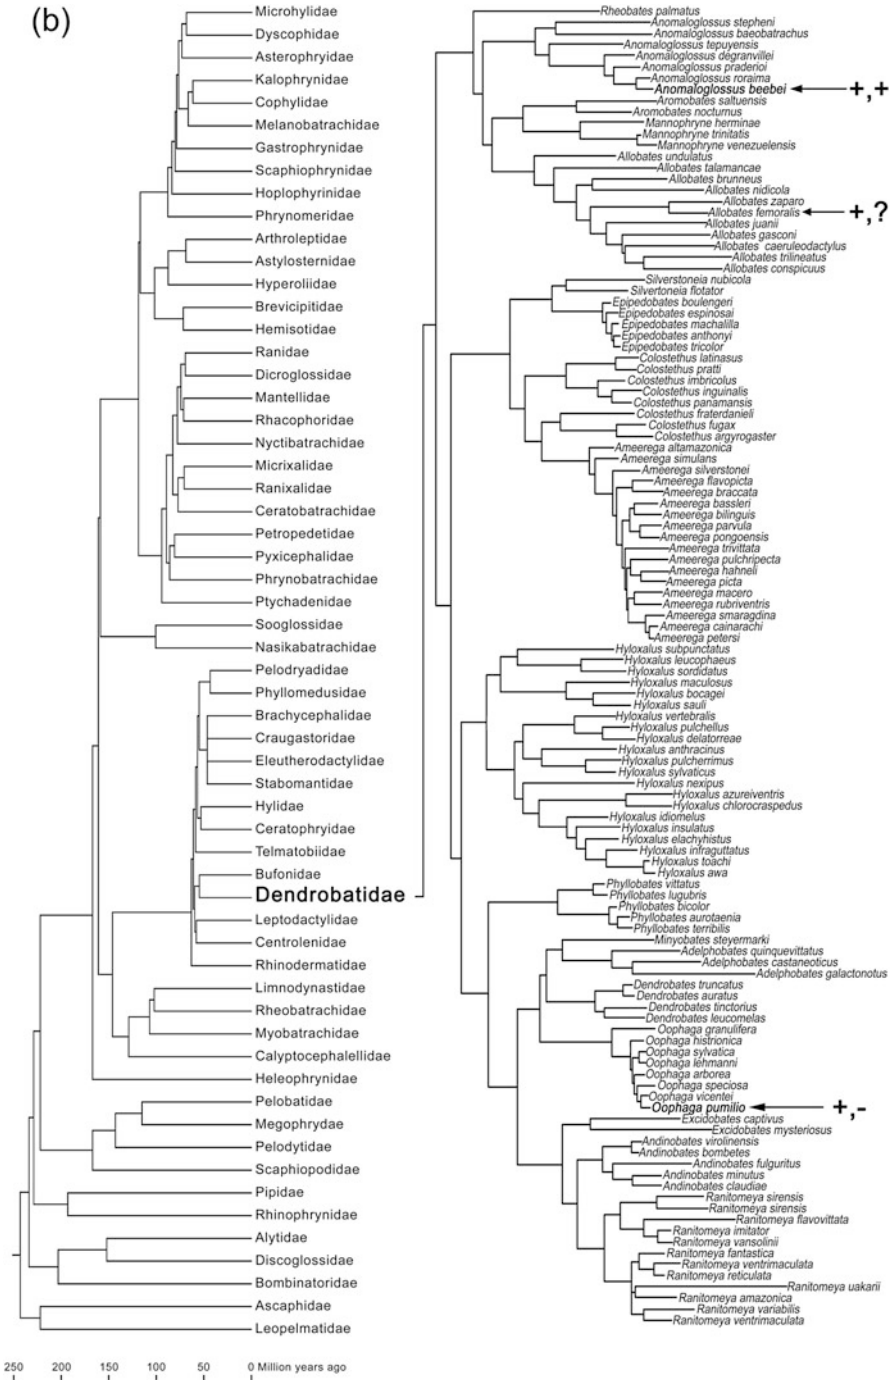 (b)
Microhylidae
Dyscophidae
Asterophryidae
Kalophrynidae
Cophylidae
Melanobatrachidae
Gastrophrynidae
Scaphiophrynidae
Hoplophyrinidae
Phrynomeridae
Arthroleptidae
Astylosternidae
Hyperoliidae
Brevicipitidae
Hemisotidae
Ranidae
Dicroglossidae
Mantellidae
Rhacophoridae
Nyctibatrachidae
Micrixalidae
Ranixalidae
Ceratobatrachidae
Petropedetidae
Pyxicephalidae
Phrynobatrachidae
Ptychadenidae
Sooglossidae
Nasikabatrachidae
Pelodryadidae
Phyllomedusidae
Brachycephalidae
Craugastoridae
Eleutherodactylidae
Stabomantidae
Hylidae
Ceratophryidae
Telmatobiidae
Bufonidae
Dendrobatidae
Leptodactylidae
Centrolenidae
Rhinodermatidae
Limnodynastidae
Rheobatrachidae
Myobatrachidae
Calyptocephalellidae
Heleophrynidae
Pelobatidae
Megophrydae
Pelodytidae
Scaphiopodidae
Pipidae
Rhinophrynidae
Alytidae
Discoglossidae
Bombinatoridae
Ascaphidae
Leopelmatidae
250 200 150 100 50 0 Million years ago
Rheobates palmatus
Anomaloglossus stepheni
Anomaloglossus baeobatrachus
Anomaloglossus tepuyensis
Anomaloglossus degranvillei
Anomaloglossus praderioi
Anomaloglossus roraima
Anomaloglossus beebei +,+
Aromobates saltuensis
Aromobates nocturnus
Mannophryne herminae
Mannophryne trinitatis
Mannophryne venezuelensis
Allobates undulatus
Allobates talamancae
Allobates brunneus
Allobates nidicola
Allobates zaparo
Allobates femoralis +,?
Allobates juanii
Allobates gasconi
Allobates caeruleodactylus
Allobates trilineatus
Allobates conspicuus
Silverstoneia nubicola
Silvertoneia flotator
Epipedobates boulengeri
Epipedobates espinosai
Epipedobates machalilla
Epipedobates anthonyi
Epipedobates tricolor
Colostethus latinasus
Colostethus pratti
Colostethus imbricolus
Colostethus inguinalis
Colostethus panamansis
Colostethus fraterdanieli
Colostethus fugax
Colostethus argyrogaster
Ameerega altamazonica
Ameerega simulans
Ameerega silverstonei
Ameerega flavopicta
Ameerega braccata
Ameerega bassleri
Ameerega bilinguis
Ameerega parvula
Ameerega pongoensis
Ameerega trivittata
Ameerega pulchripecta
Ameerega hahneli
Ameerega picta
Ameerega macero
Ameerega rubriventris
Ameerega smaragdina
Ameerega cainarachi
Ameerega petersi
Hyloxalus subpunctatus
Hyloxalus leucophaeus
Hyloxalus sordidatus
Hyloxalus maculosus
Hyloxalus bocagei
Hyloxalus sauli
Hyloxalus vertebralis
Hyloxalus pulchellus
Hyloxalus delatorreae
Hyloxalus anthracinus
Hyloxalus pulcherrimus
Hyloxalus sylvaticus
Hyloxalus nexipus
Hyloxalus azureiventris
Hyloxalus chlorocraspedus
Hyloxalus idiomelus
Hyloxalus insulatus
Hyloxalus elachyhistus
Hyloxalus infraguttatus
Hyloxalus toachi
Hyloxalus awa
Phyllobates vittatus
Phyllobates lugubris
Phyllobates bicolor
Phyllobates aurotaenia
Phyllobates terribilis
Minyobates steyermarki
Adelphobates quinquevittatus
Adelphobates castaneoticus
Adelphobates galactonotus
Dendrobates truncatus
Dendrobates auratus
Dendrobates tinctorius
Dendrobates leucomelas
Oophaga granulifera
Oophaga histrionica
Oophaga sylvatica
Oophaga lehmanni
Oophaga arborea
Oophaga speciosa
Oophaga vicentei
Oophaga pumilio +,-
Excidobates captivus
Excidobates mysteriosus
Andinobates virolinensis
Andinobates bombetes
Andinobates fulguritus
Andinobates minutus
Andinobates claudiae
Ranitomeya sirensis
Ranitomeya sirensis
Ranitomeya flavovittata
Ranitomeya imitator
Ranitomeya vansolinii
Ranitomeya fantastica
Ranitomeya ventrimaculata
Ranitomeya reticulata
Ranitomeya uakarii
Ranitomeya amazonica
Ranitomeya variabilis
Ranitomeya ventrimaculata